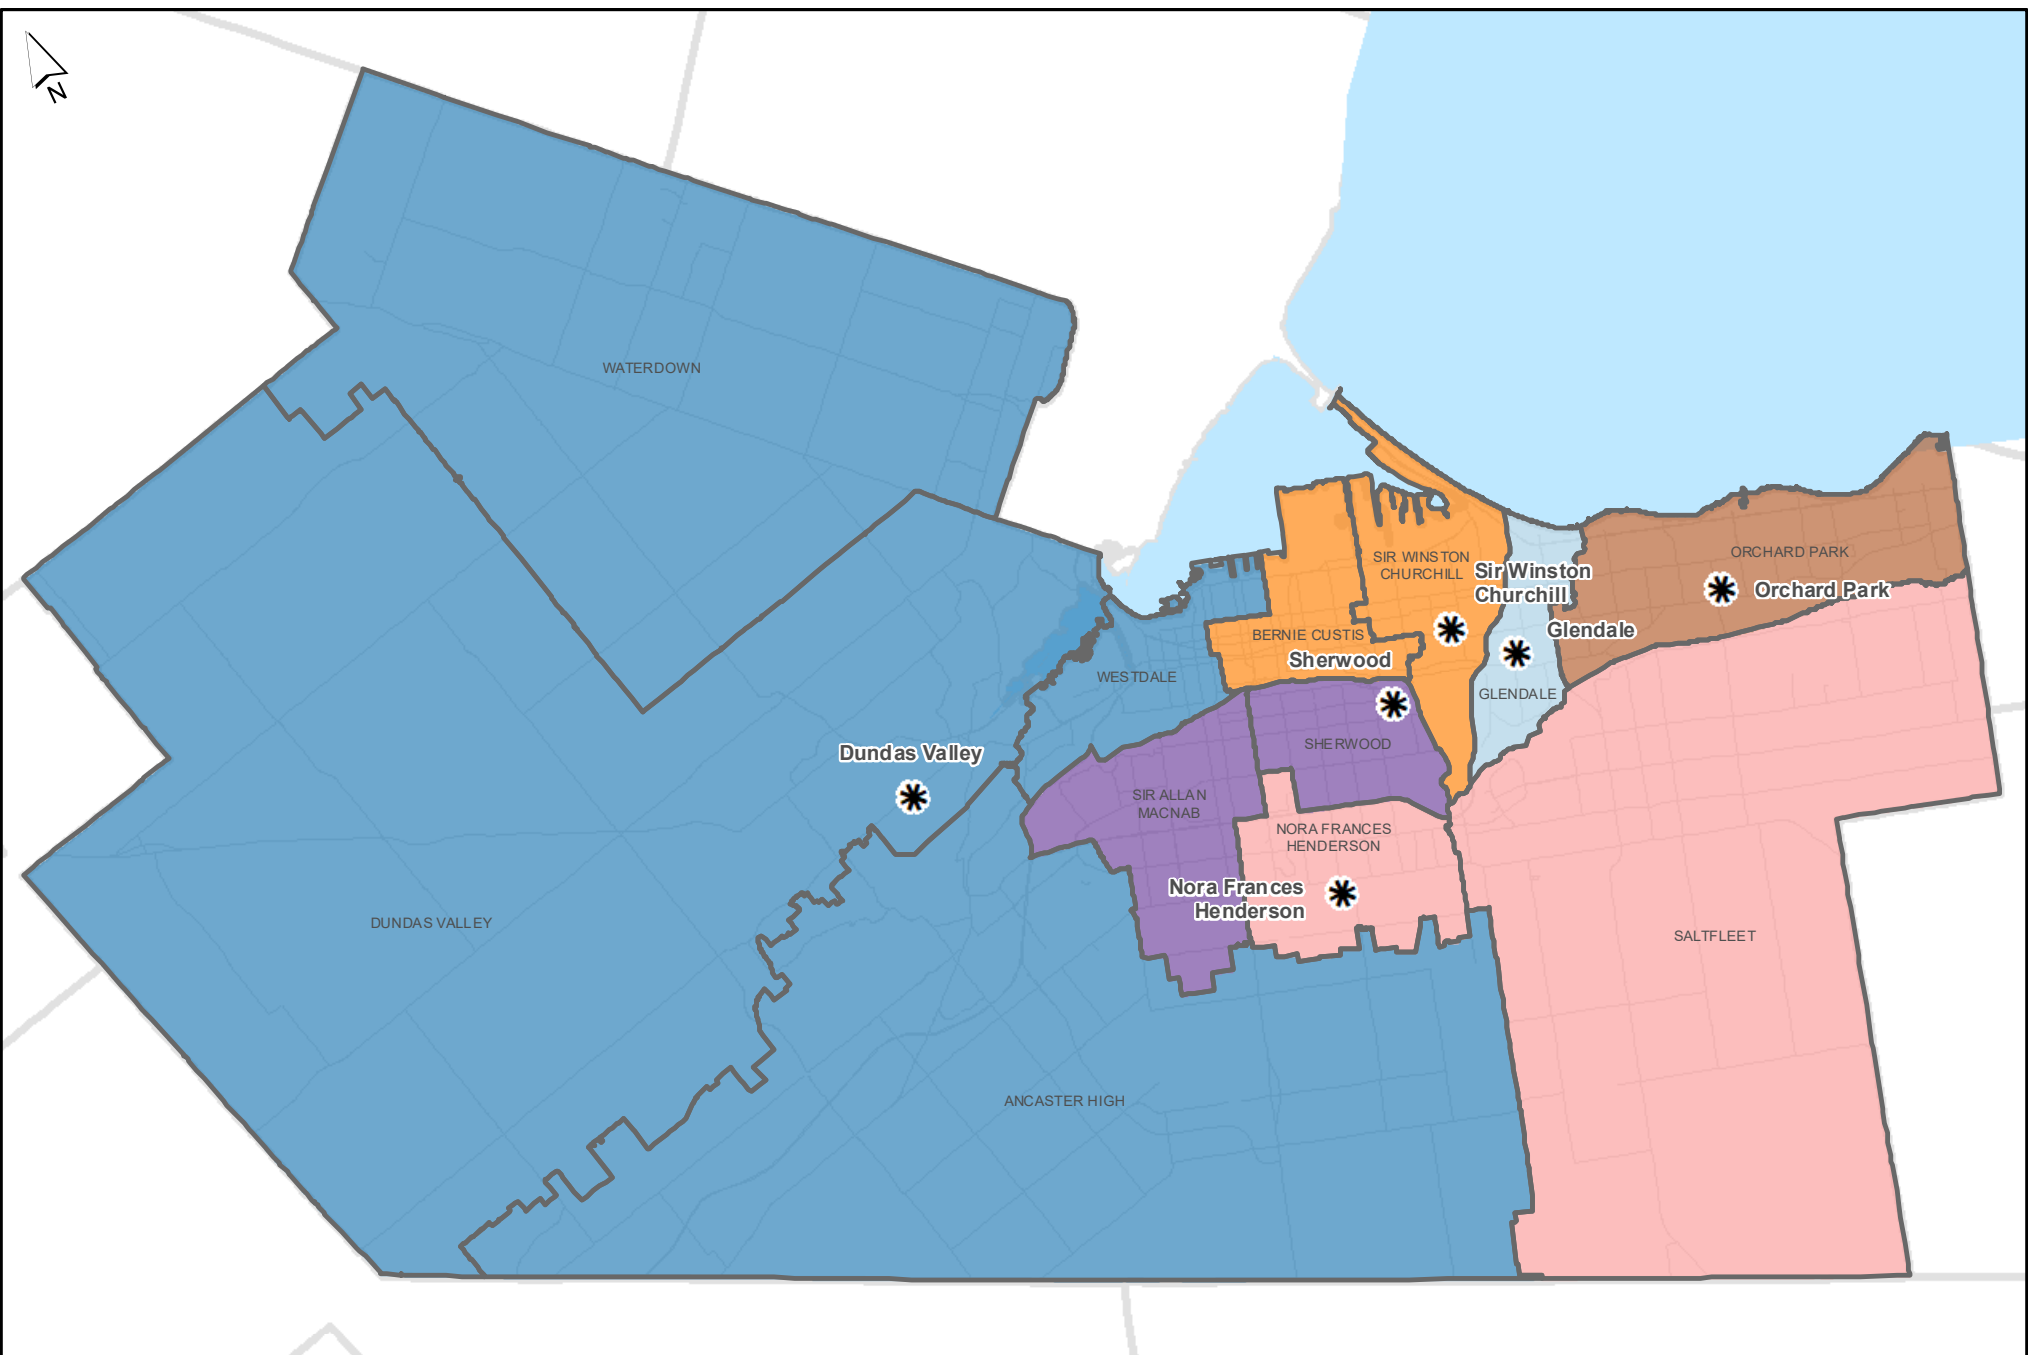 N
WATERDOWN
SIR WINSTON
CHURCHILL
Sir Winston
Churchill
ORCHARD PARK
Orchard Park
BERNIE CUSTIS
Glendale
Sherwood
WESTDALE
GLENDALE
Dundas Valley
SHERWOOD
SIR ALLAN
MACNAB
NORA FRANCES
HENDERSON
Nora Frances
Henderson
DUNDAS VALLEY
SALTFLEET
ANCASTER HIGH